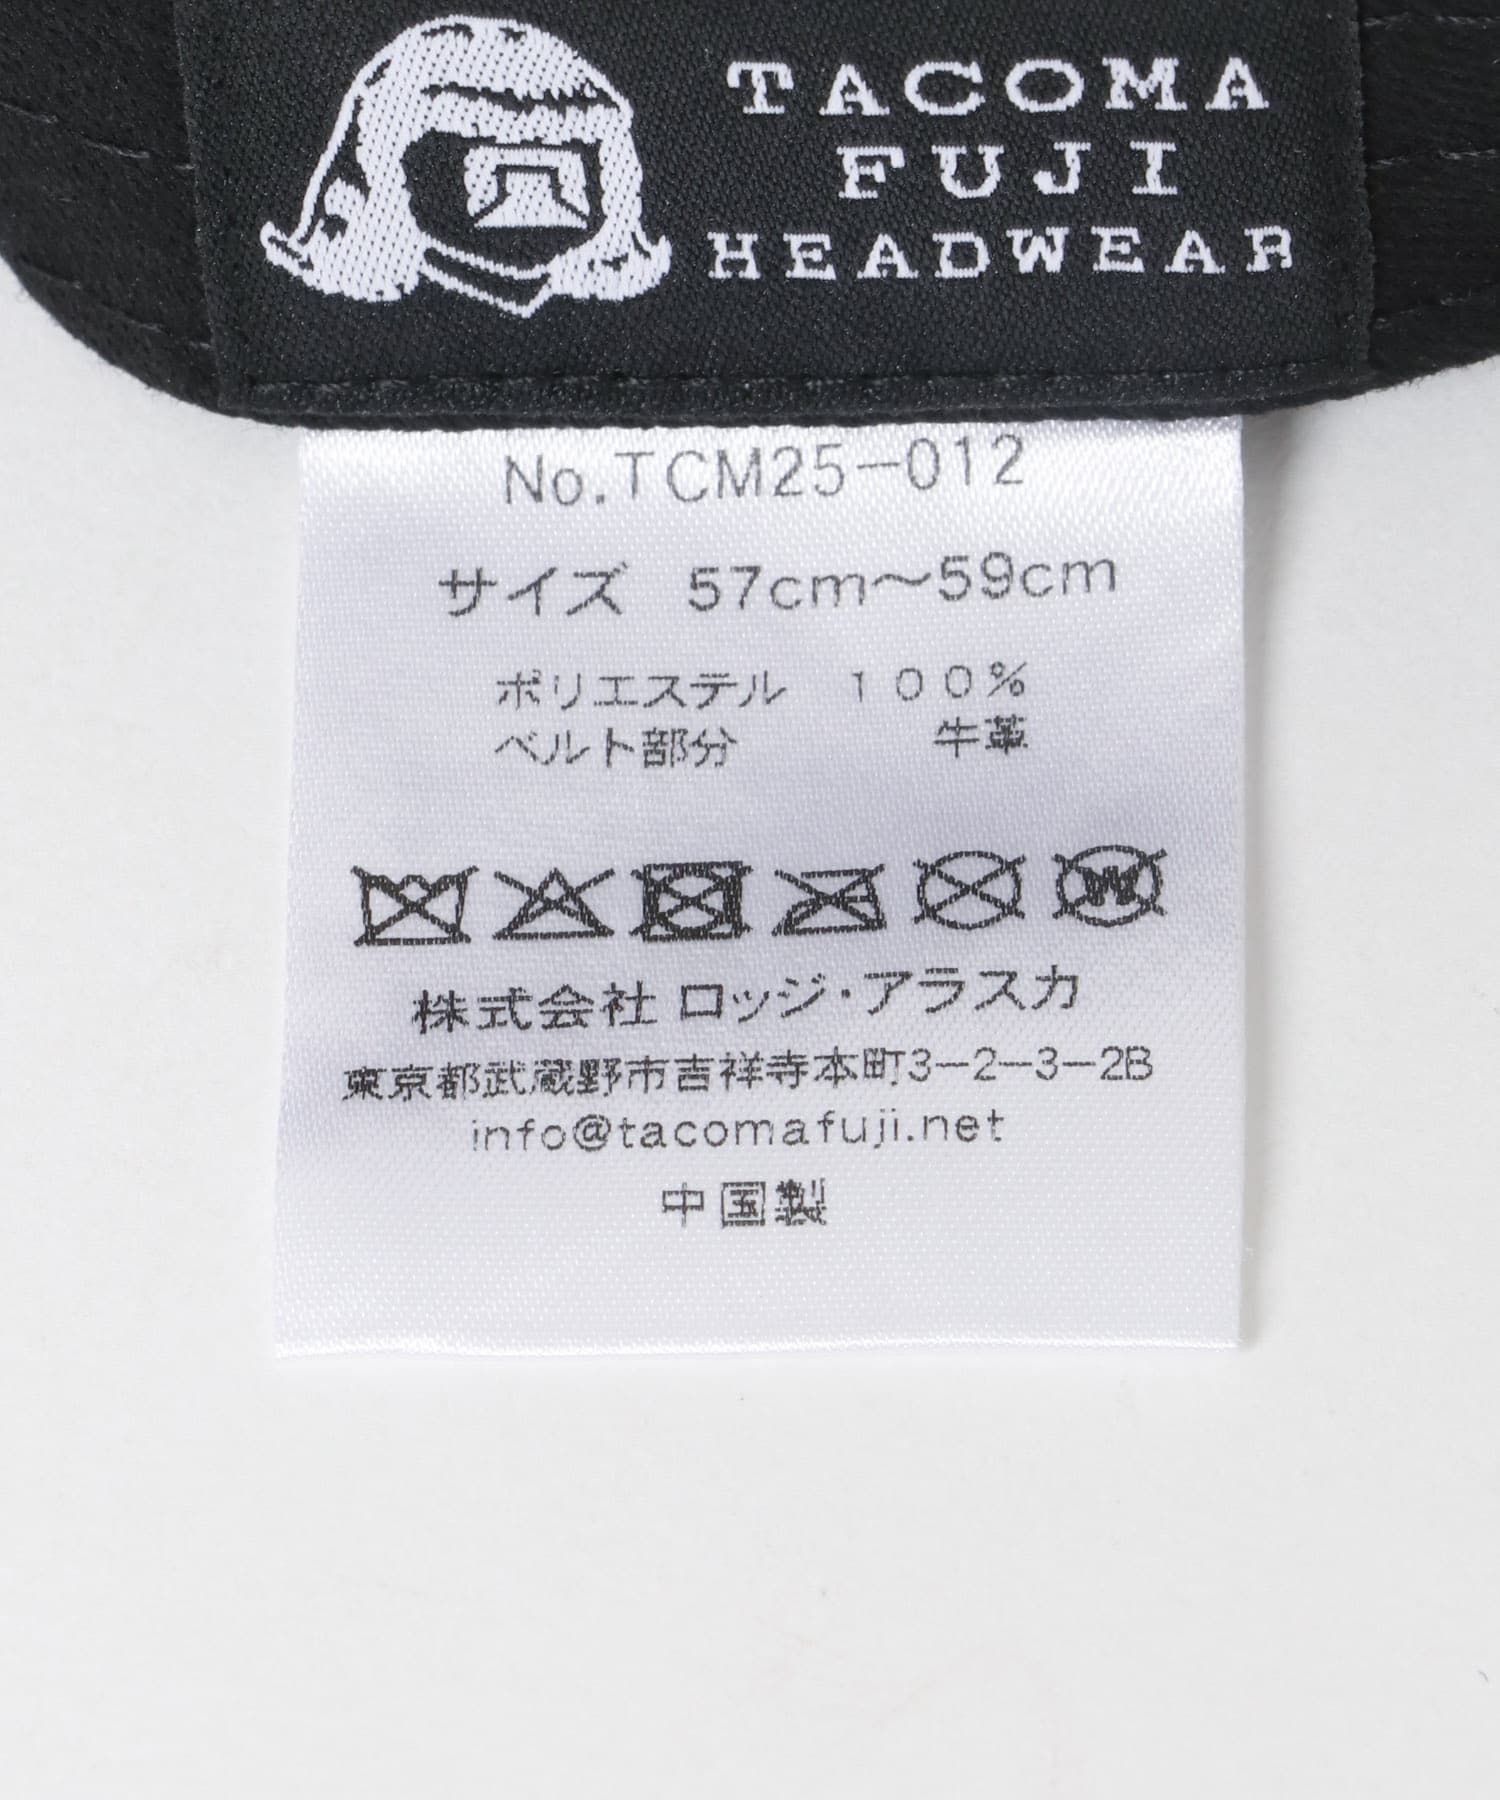 TACOMA
FUJI
HEADWEAR
No.TCM25-012
サイズ 57cm～59cm
ポリエステル 100%
ベルト部分 牛革
W
株式会社 ロッジ・アラスカ
東京都武蔵野市吉祥寺本町3-2-3-2B
info@tacomafuji.net
中国製